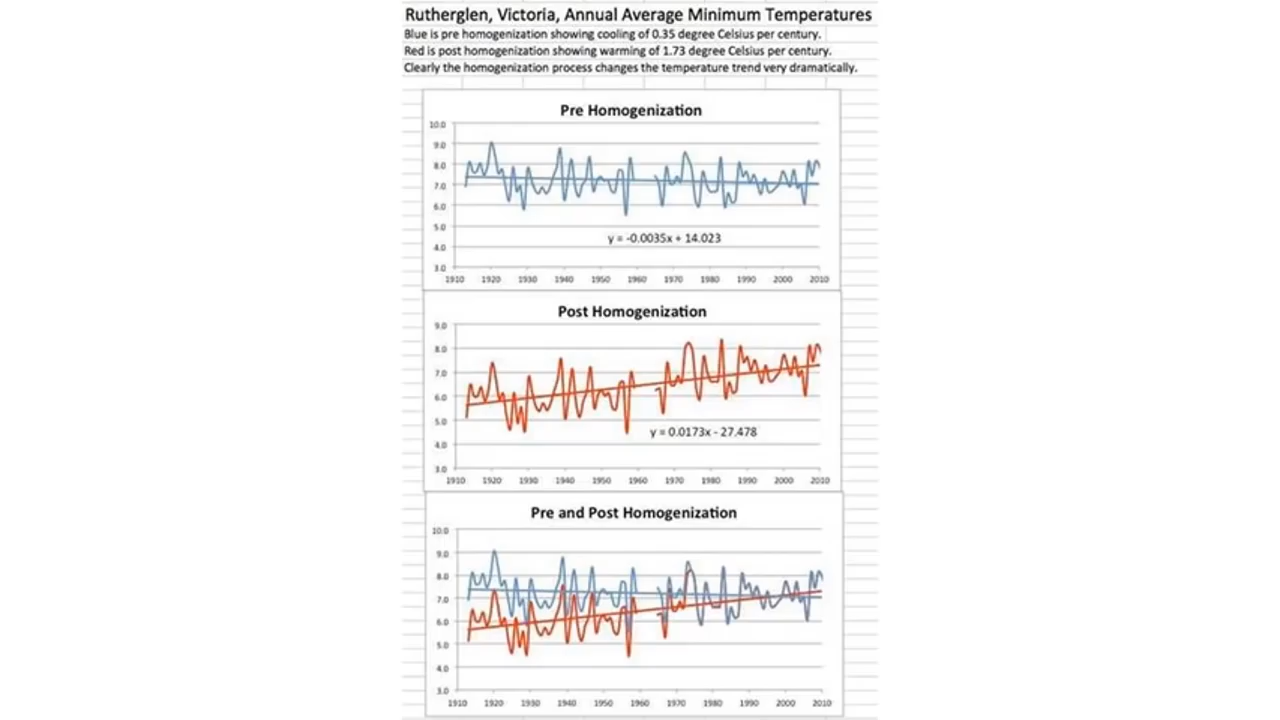 Rutherglen, Victoria, Annual Average Minimum Temperatures
Blue is pre homogenization showing cooling of 0.35 degree Celsius per century.
Red is post homogenization showing warming of 1.73 degree Celsius per century.
Clearly the homogenization process changes the temperature trend very dramatically.
Pre Homogenization
10.0
9.0
8.0
7.0
6.0
5.0
4.0
3.0
y = -0.0035x + 14.023
1910 1920 1930 1940 1950 1960 1970 1980 1990 2000 2010
Post Homogenization
9.0
8.0
7.0
6.0
5.0
4.0
3.0
y = 0.0173x - 27.478
1910 1920 1930 1940 1950 1960 1970 1980 1990 2000 2010
Pre and Post Homogenization
10.0
9.0
8.0
7.0
6.0
5.0
4.0
3.0
1910 1920 1930 1940 1950 1960 1970 1980 1990 2000 2010